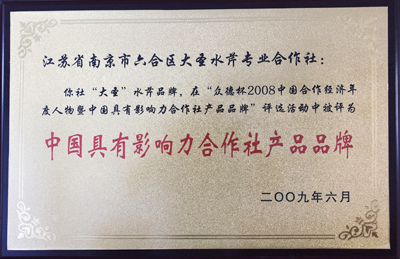 江苏省南京市六合区大圣水芹专业合作社：
你社“大圣”水芹品牌，在“众德杯2008中国合作经济年
度人物暨中国具有影响力合作社产品品牌”评选活动中被评为
中国具有影响力合作社产品品牌
二〇〇九年六月